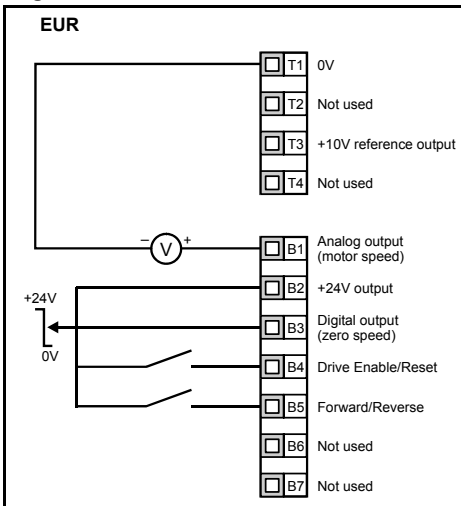 EUR
T1 0V
T2 Not used
T3 +10V reference output
T4 Not used
− V + B1 Analog output
(motor speed)
B2 +24V output
+24V
B3 Digital output
(zero speed)
0V
B4 Drive Enable/Reset
B5 Forward/Reverse
B6 Not used
B7 Not used